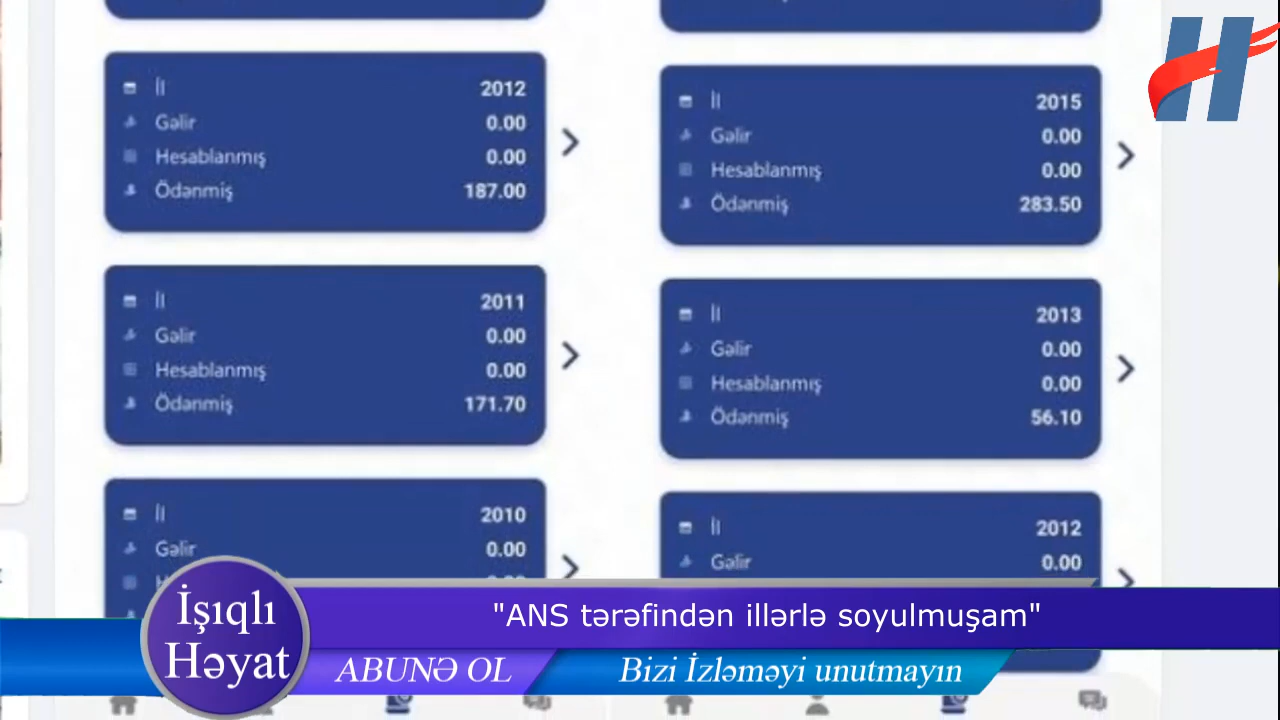 İl 2012
Gəlir 0.00
Hesablanmış 0.00
Ödənmiş 187.00
İl 2011
Gəlir 0.00
Hesablanmış 0.00
Ödənmiş 171.70
İl 2010
Gəlir 0.00
İl 2015
Gəlir 0.00
Hesablanmış 0.00
Ödənmiş 283.50
İl 2013
Gəlir 0.00
Hesablanmış 0.00
Ödənmiş 56.10
İl 2012
Gəlir 0.00
H
İşıqlı
Həyat
"ANS tərəfindən illərlə soyulmuşam"
ABUNƏ OL
Bizi İzləməyi unutmayın